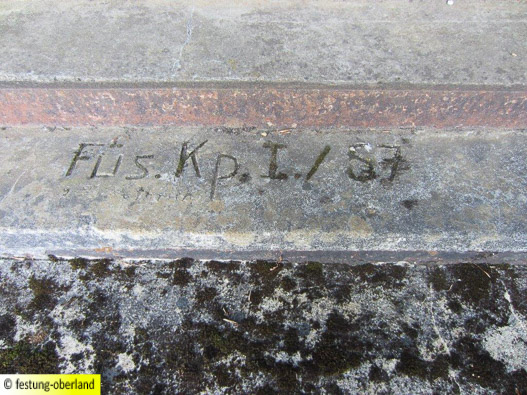 Füs. Kp. I. / 87
© festung-oberland